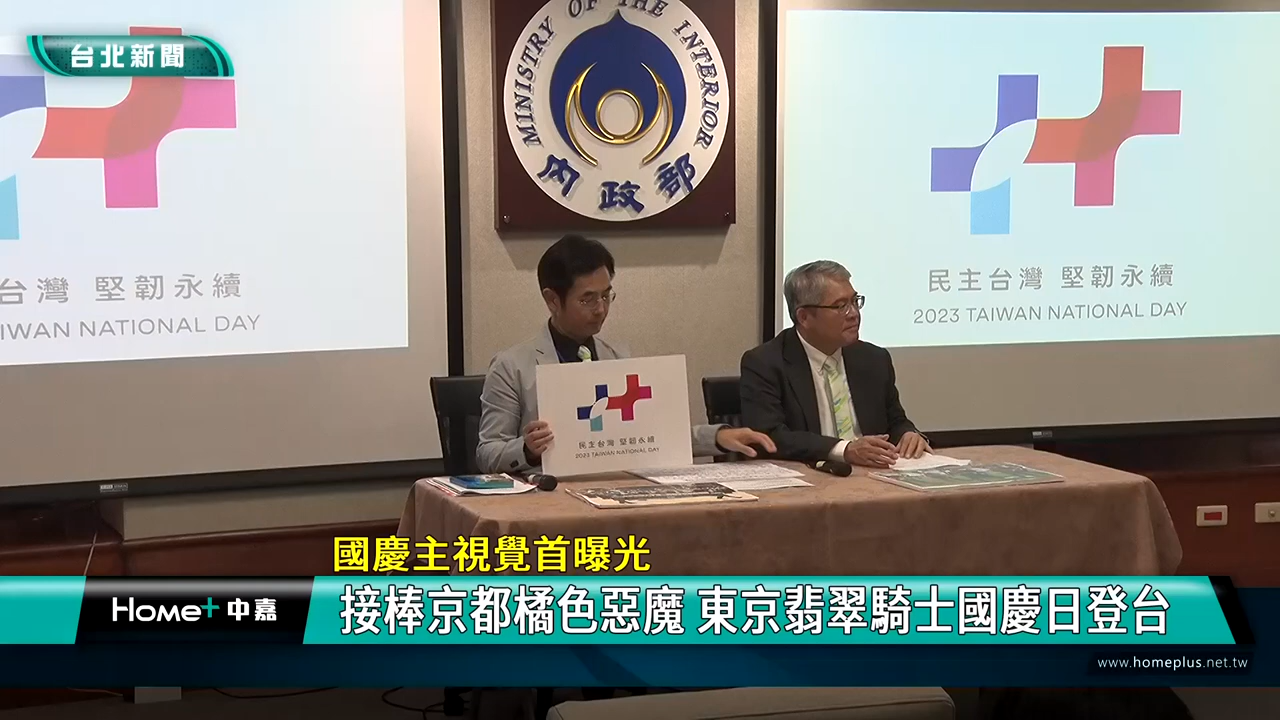 台北新聞
MINISTRY OF THE INTERIOR
內政部
台灣 堅韌永續
IWAN NATIONAL DAY
民主台灣 堅韌永續
2023 TAIWAN NATIONAL DAY
民主台灣 堅韌永續
2023 TAIWAN NATIONAL DAY
國慶主視覺首曝光
Home+中嘉
接棒京都橘色惡魔 東京翡翠騎士國慶日登台
www.homeplus.net.tw